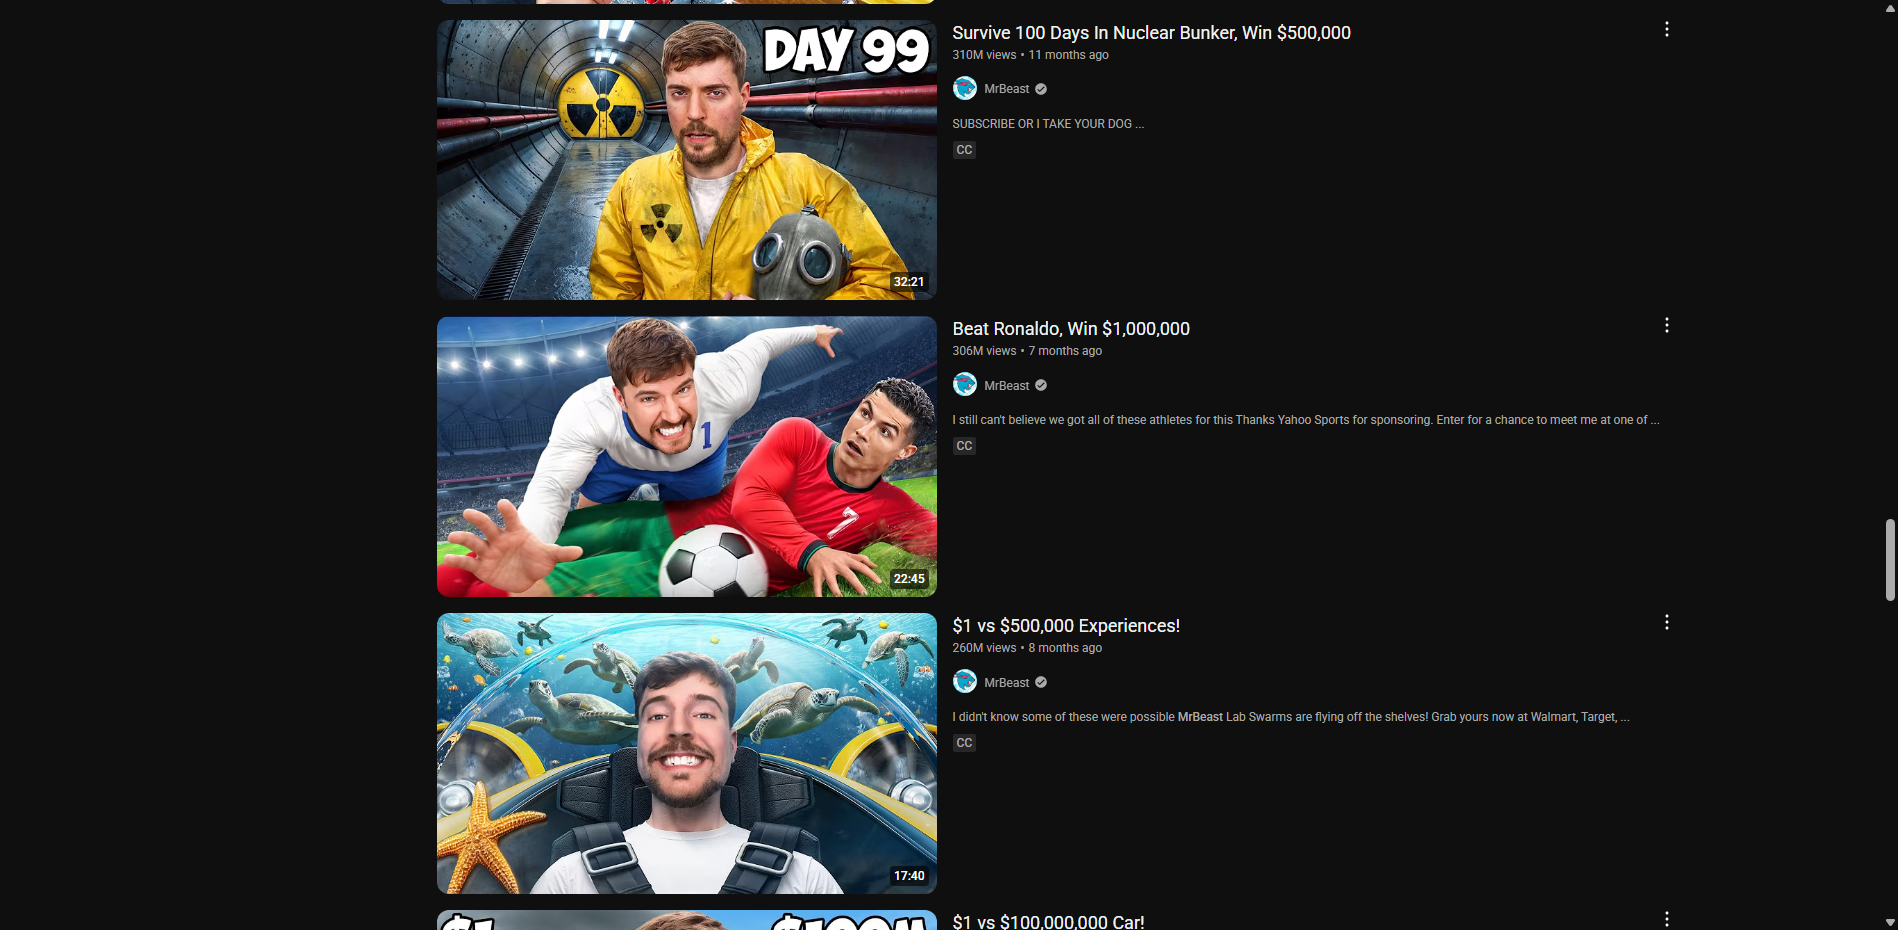 DAY 99
32:21
Survive 100 Days In Nuclear Bunker, Win $500,000
310M views • 11 months ago
MrBeast
SUBSCRIBE OR I TAKE YOUR DOG ...
CC
1
7
22:45
Beat Ronaldo, Win $1,000,000
306M views • 7 months ago
MrBeast
I still can't believe we got all of these athletes for this Thanks Yahoo Sports for sponsoring. Enter for a chance to meet me at one of ...
CC
17:40
$1 vs $500,000 Experiences!
260M views • 8 months ago
MrBeast
I didn't know some of these were possible MrBeast Lab Swarms are flying off the shelves! Grab yours now at Walmart, Target, ...
CC
$1 vs $100,000,000 Car!